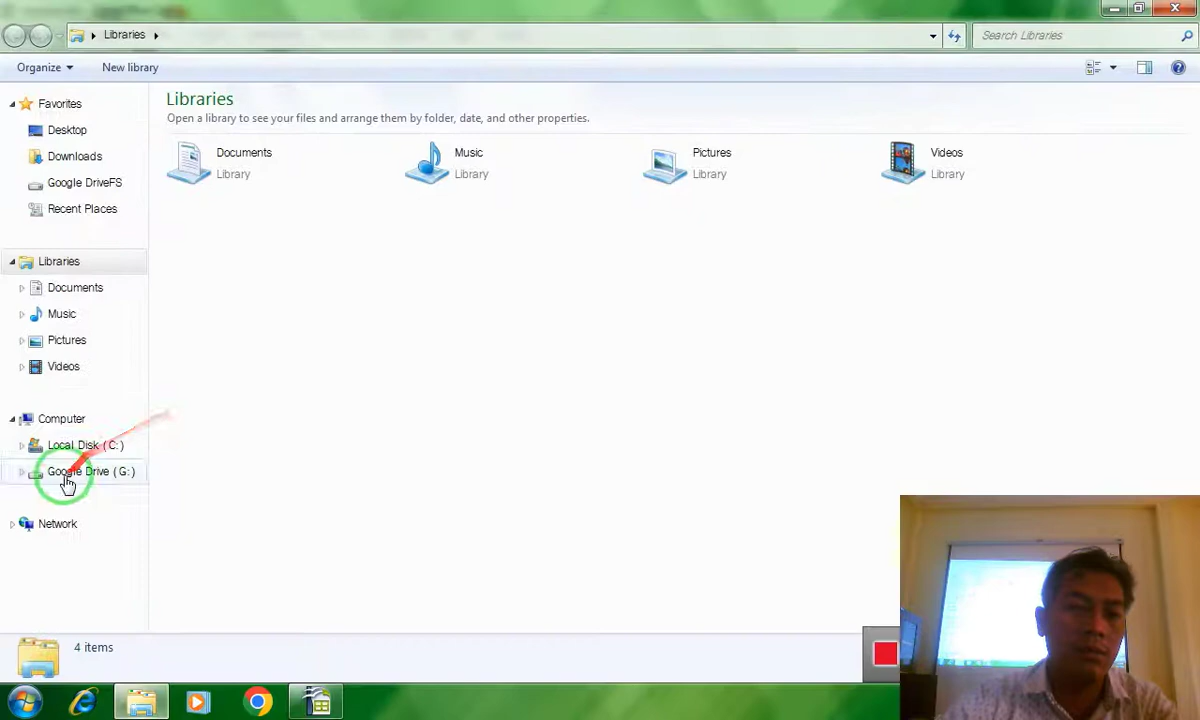 Libraries
Search Libraries
Organize
New library
Favorites
Desktop
Downloads
Google DriveFS
Recent Places
Libraries
Documents
Music
Pictures
Videos
Computer
Local Disk (C:)
Google Drive (G:)
Network
Libraries
Open a library to see your files and arrange them by folder, date, and other properties.
Documents
Library
Music
Library
Pictures
Library
Videos
Library
4 items